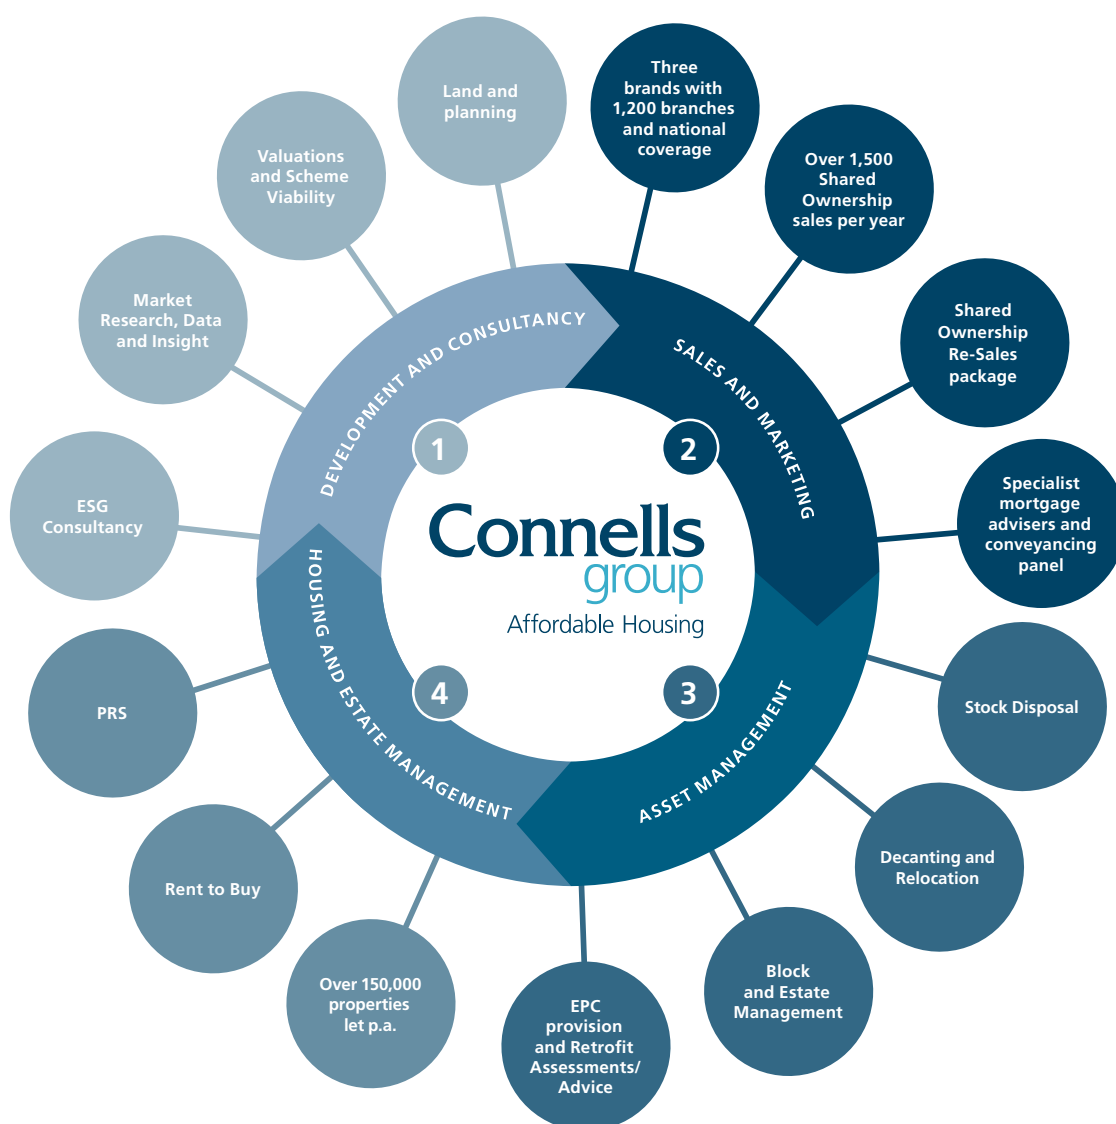 Land and
planning
Valuations
and Scheme
Viability
Market
Research, Data
and Insight
ESG
Consultancy
DEVELOPMENT AND CONSULTANCY
1
Three
brands with
1,200 branches
and national
coverage
Over 1,500
Shared
Ownership
sales per year
Shared
Ownership
Re-Sales
package
Specialist
mortgage
advisers and
conveyancing
panel
SALES AND MARKETING
2
Connells
group
Affordable Housing
Stock Disposal
Decanting and
Relocation
Block
and Estate
Management
EPC
provision
and Retrofit
Assessments/
Advice
ASSET MANAGEMENT
3
Over 150,000
properties
let p.a.
Rent to Buy
PRS
HOUSING AND ESTATE MANAGEMENT
4